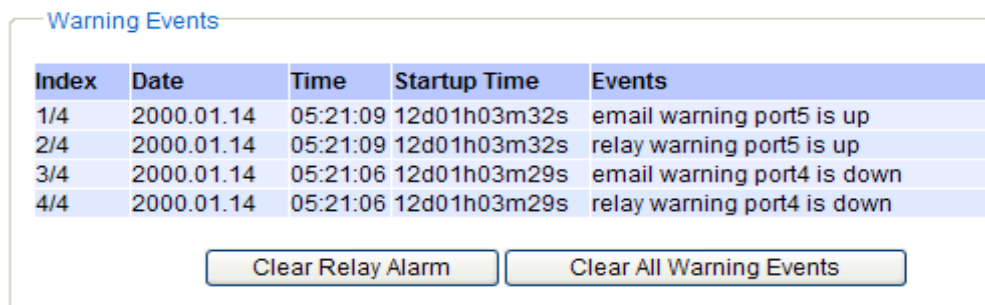 Warning Events
Index Date Time Startup Time Events
1/4 2000.01.14 05:21:09 12d01h03m32s email warning port5 is up
2/4 2000.01.14 05:21:09 12d01h03m32s relay warning port5 is up
3/4 2000.01.14 05:21:06 12d01h03m29s email warning port4 is down
4/4 2000.01.14 05:21:06 12d01h03m29s relay warning port4 is down
Clear Relay Alarm Clear All Warning Events